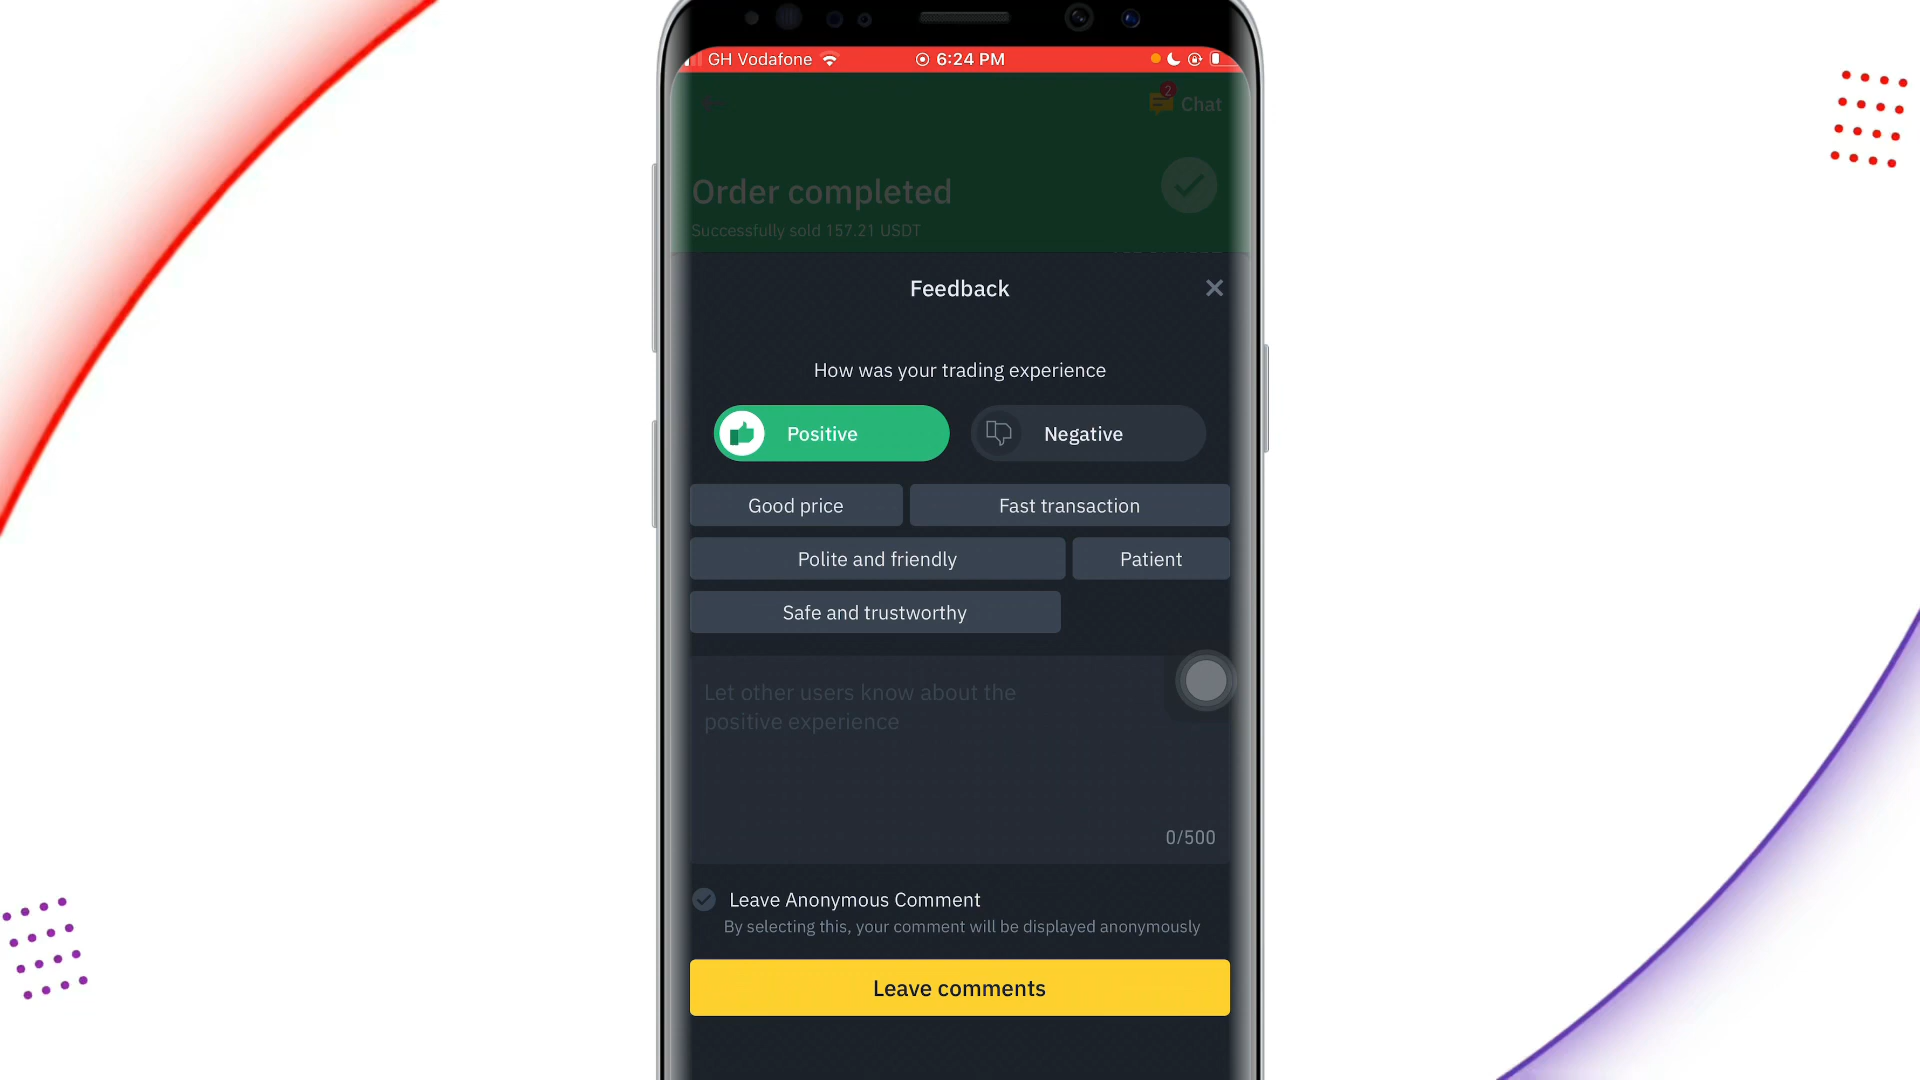 GH Vodafone
6:24 PM
2
Chat
Order completed
Successfully sold 157.21 USDT
Feedback
How was your trading experience
Positive
Negative
Good price
Fast transaction
Polite and friendly
Patient
Safe and trustworthy
Let other users know about the
positive experience
0/500
Leave Anonymous Comment
By selecting this, your comment will be displayed anonymously
Leave comments